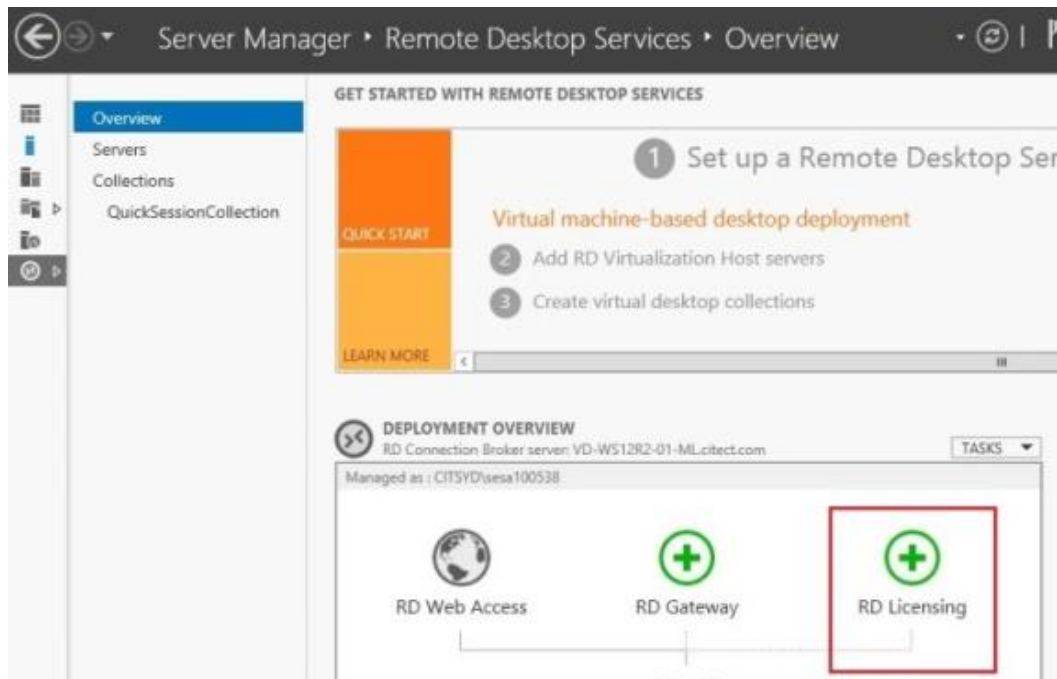 Server Manager • Remote Desktop Services • Overview
GET STARTED WITH REMOTE DESKTOP SERVICES
Overview
Servers
Collections
QuickSessionCollection
QUICK START
LEARN MORE
1 Set up a Remote Desktop Ser
Virtual machine-based desktop deployment
2 Add RD Virtualization Host servers
3 Create virtual desktop collections
DEPLOYMENT OVERVIEW
RD Connection Broker server: VD-WS12R2-01-ML.citect.com
TASKS
Managed as : CITSYD\sesa100538
RD Web Access
RD Gateway
RD Licensing